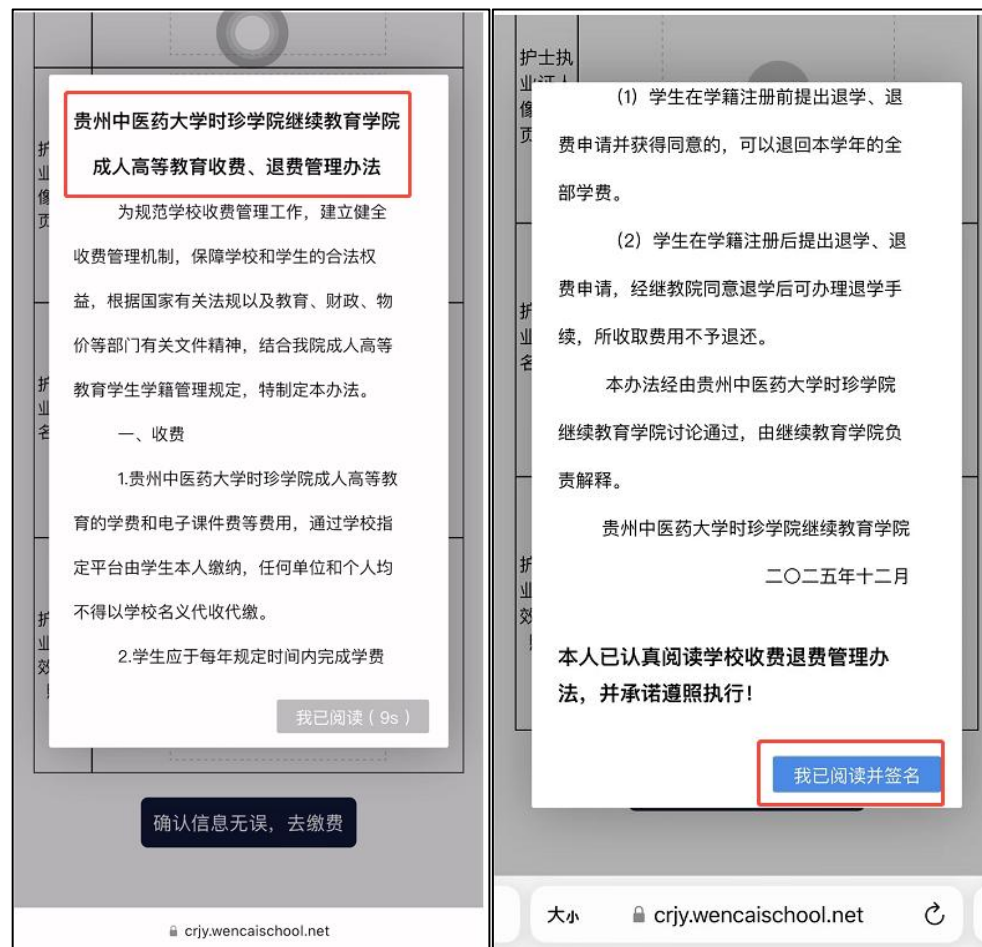 贵州中医药大学时珍学院继续教育学院
成人高等教育收费、退费管理办法
为规范学校收费管理工作，建立健全
收费管理机制，保障学校和学生的合法权
益，根据国家有关法规以及教育、财政、物
价等部门有关文件精神，结合我院成人高等
教育学生学籍管理规定，特制定本办法。
一、收费
1.贵州中医药大学时珍学院成人高等教
育的学费和电子课件费等费用，通过学校指
定平台由学生本人缴纳，任何单位和个人均
不得以学校名义代收代缴。
2.学生应于每年规定时间内完成学费
我已阅读（9s）
确认信息无误，去缴费
crjy.wencaischool.net
护士执
（1）学生在学籍注册前提出退学、退
费申请并获得同意的，可以退回本学年的全
部学费。
（2）学生在学籍注册后提出退学、退
费申请，经继教院同意退学后可办理退学手
续，所收取费用不予退还。
本办法经由贵州中医药大学时珍学院
继续教育学院讨论通过，由继续教育学院负
责解释。
贵州中医药大学时珍学院继续教育学院
二〇二五年十二月
本人已认真阅读学校收费退费管理办
法，并承诺遵照执行！
我已阅读并签名
大小
crjy.wencaischool.net